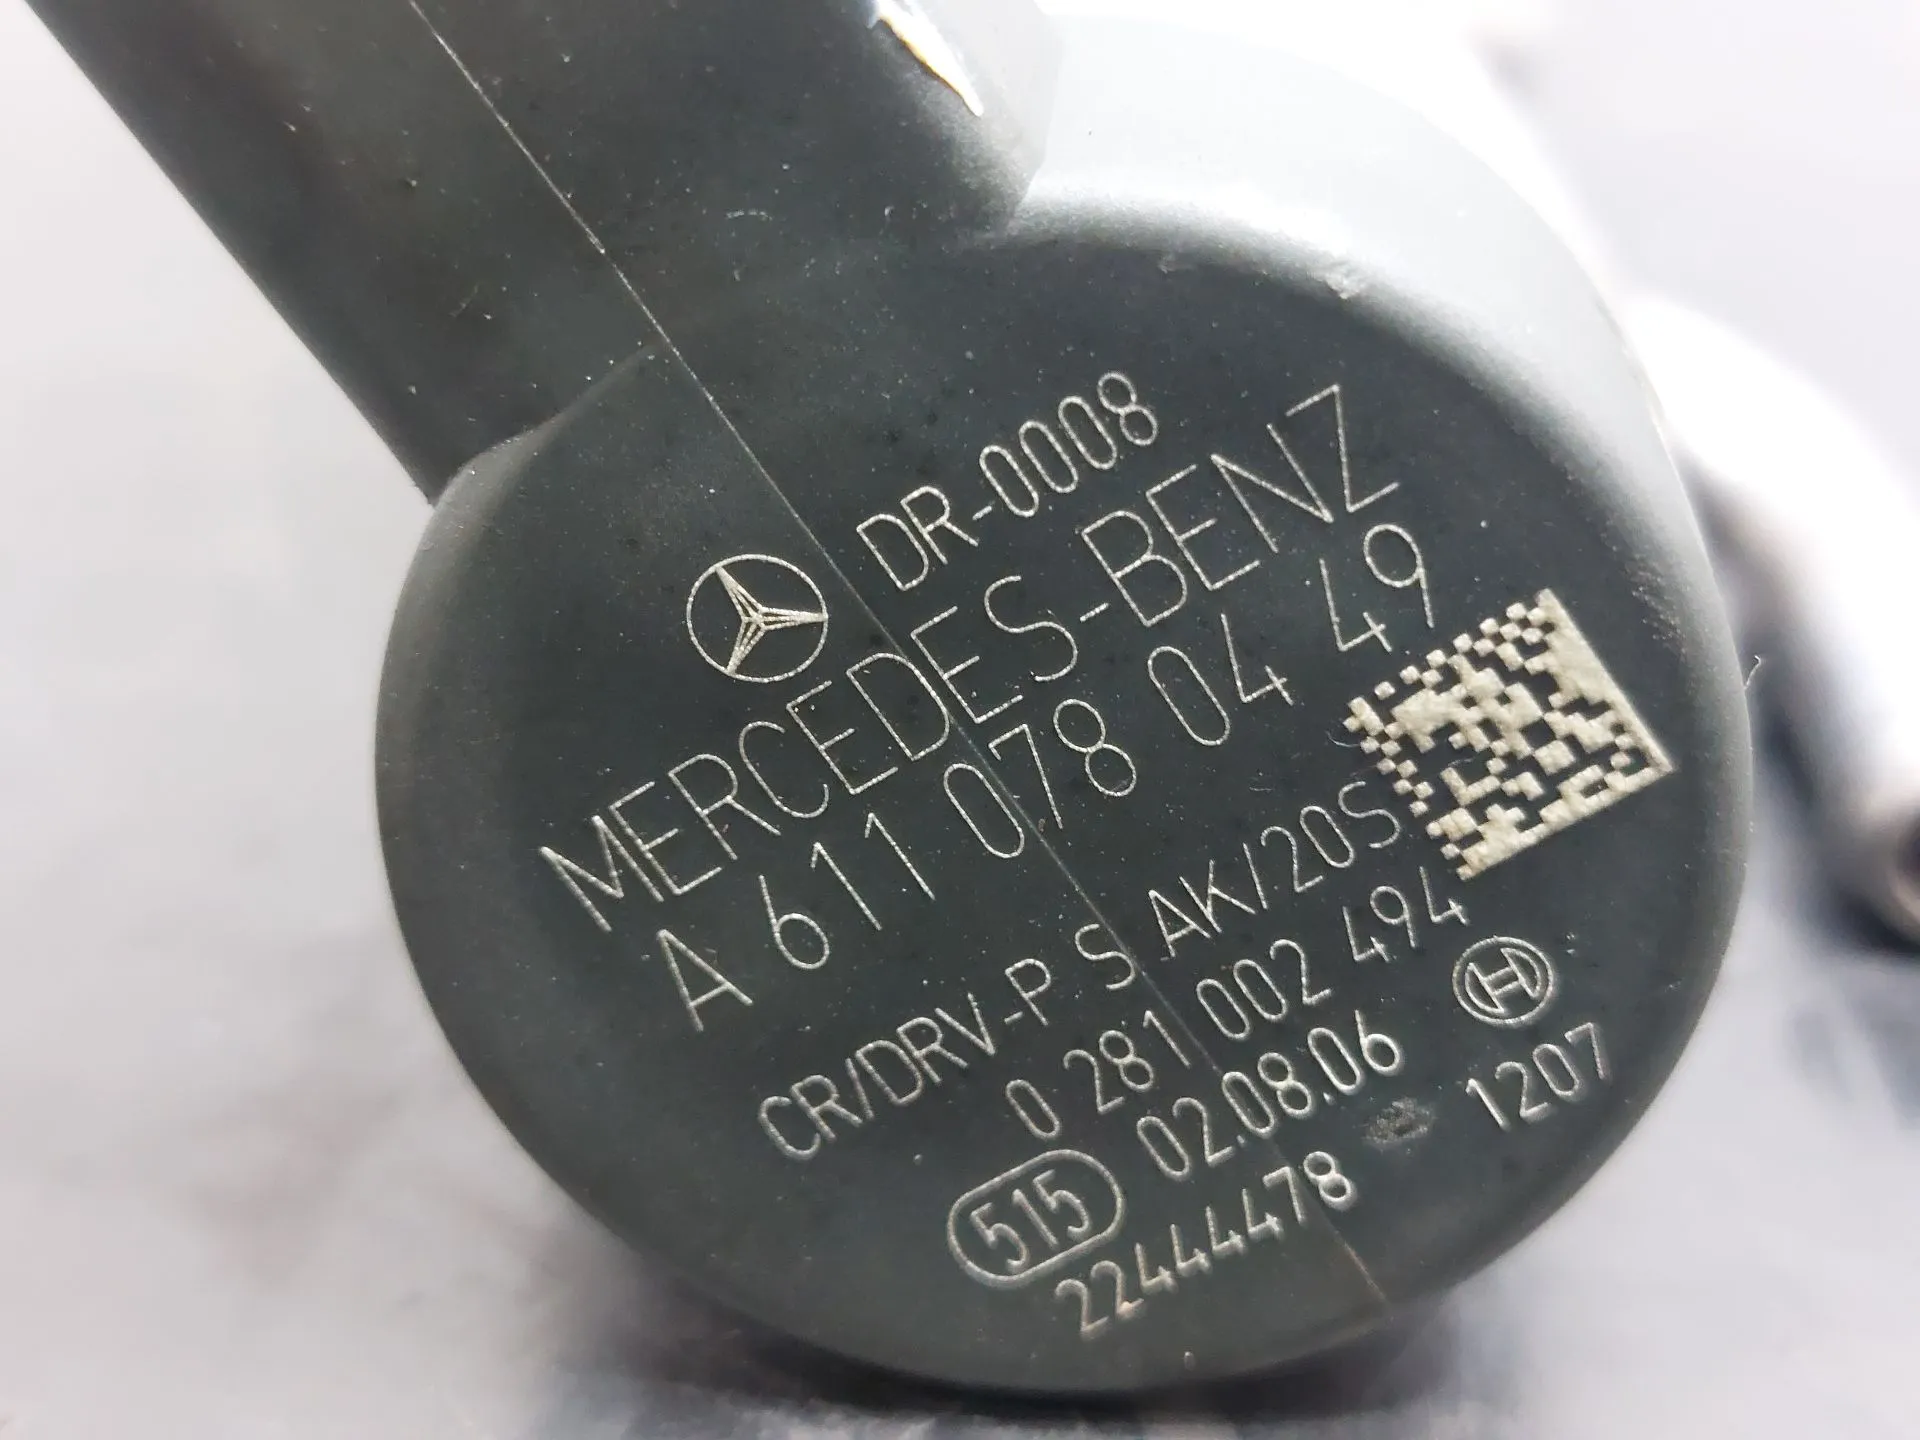 DR-0008
MERCEDES-BENZ
A 611 078 04 49
CR/DRV-P S AK/20S
0 281 002 494
515 02.08.06
22444478 1207